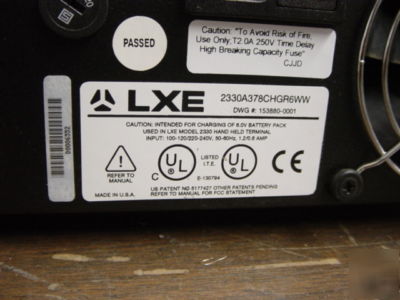 PASSED
Caution: "To Avoid Risk of Fire,
Use Only,T2.0A 250V Time Delay
High Breaking Capacity Fuse"
CJJD
LXE
2330A378CHGR6WW
DWG #: 153880-0001
CAUTION: INTENDED FOR CHARGING OF 6.0V BATTERY PACK
USED IN LXE MODEL 2330 HAND HELD TERMINAL
INPUT: 100-120/220-240V, 50-60Hz, 1.2/0.6 AMP
REFER TO
MANUAL
C
UL
LISTED
I.T.E.
UL
E-130794
MADE IN U.S.A.
US PATENT NO 5177427 OTHER PATENTS PENDING
REFER TO MANUAL FOR FCC STATEMENT